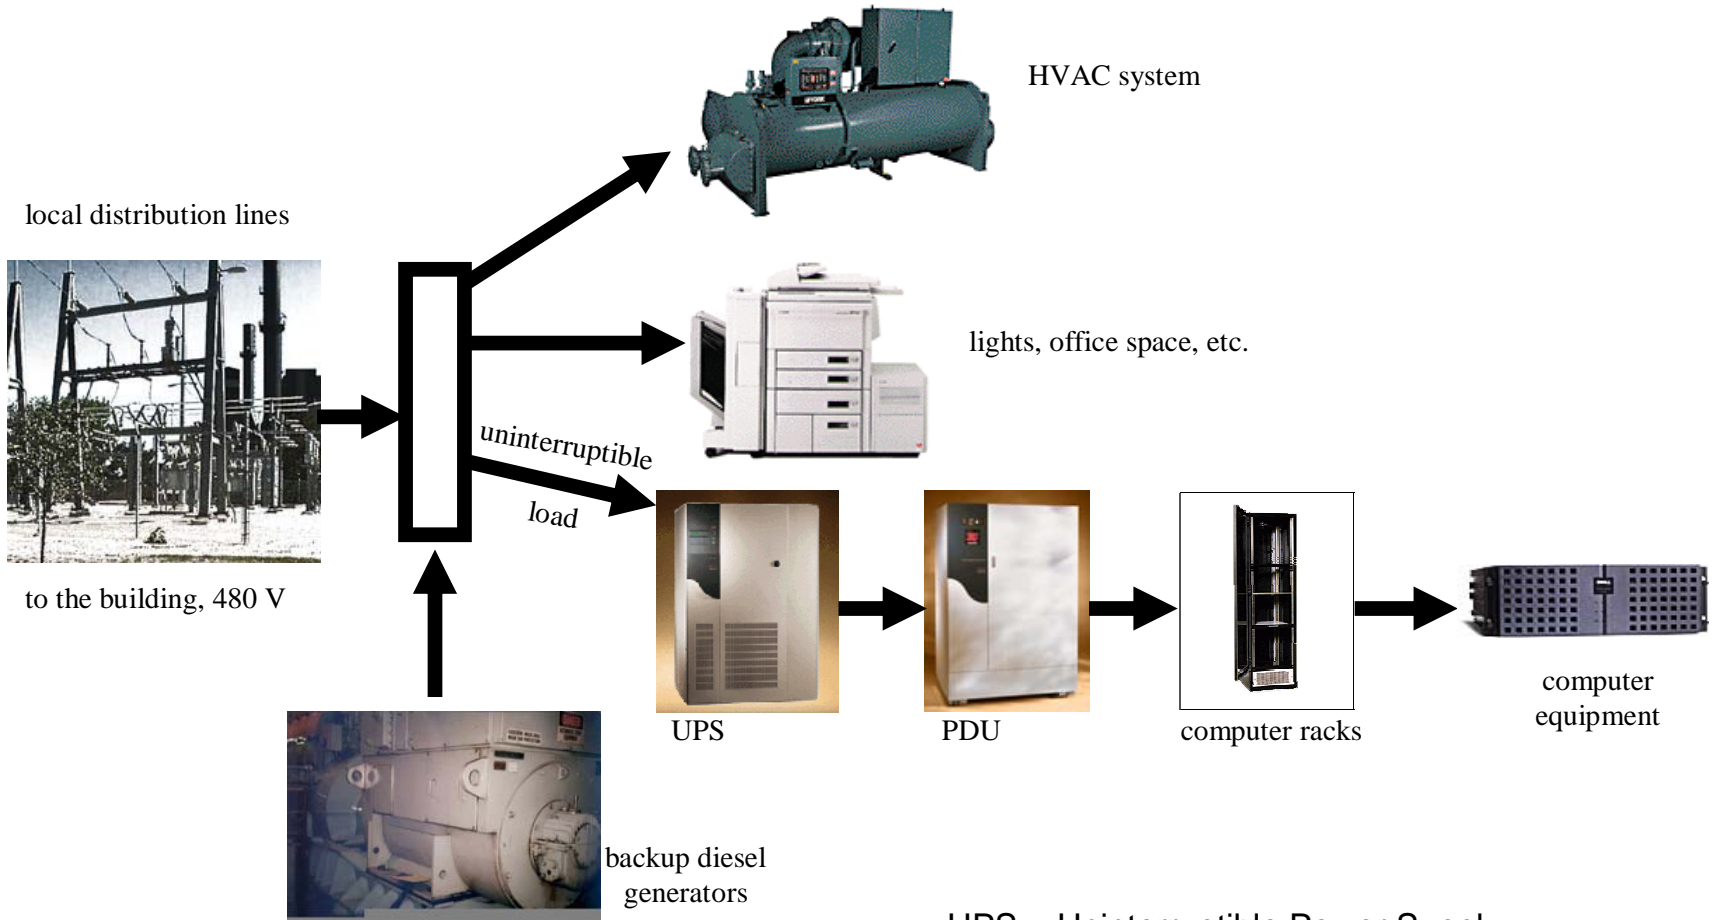 HVAC system
local distribution lines
lights, office space, etc.
uninterruptible
load
to the building, 480 V
UPS
PDU
computer racks
computer
equipment
backup diesel
generators